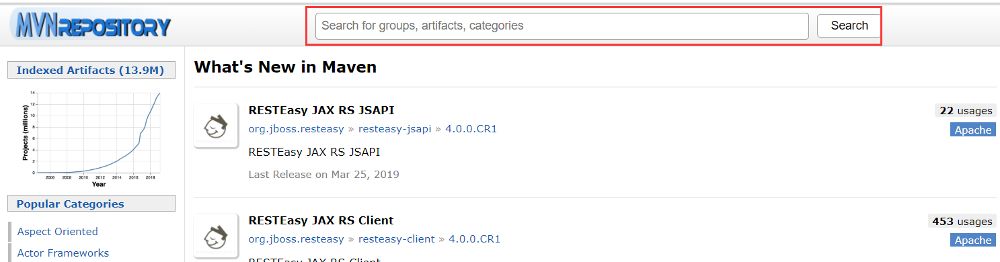 MVNREPOSITORY
Search for groups, artifacts, categories
Search
Indexed Artifacts (13.9M)
Projects (millions)
14
12
10
8
6
4
2
0
2006 2008 2010 2012 2014 2016 2018
Year
Popular Categories
Aspect Oriented
Actor Frameworks
What's New in Maven
RESTEasy JAX RS JSAPI
22 usages
org.jboss.resteasy » resteasy-jsapi » 4.0.0.CR1
Apache
RESTEasy JAX RS JSAPI
Last Release on Mar 25, 2019
RESTEasy JAX RS Client
453 usages
org.jboss.resteasy » resteasy-client » 4.0.0.CR1
Apache
RESTEasy JAX RS Client